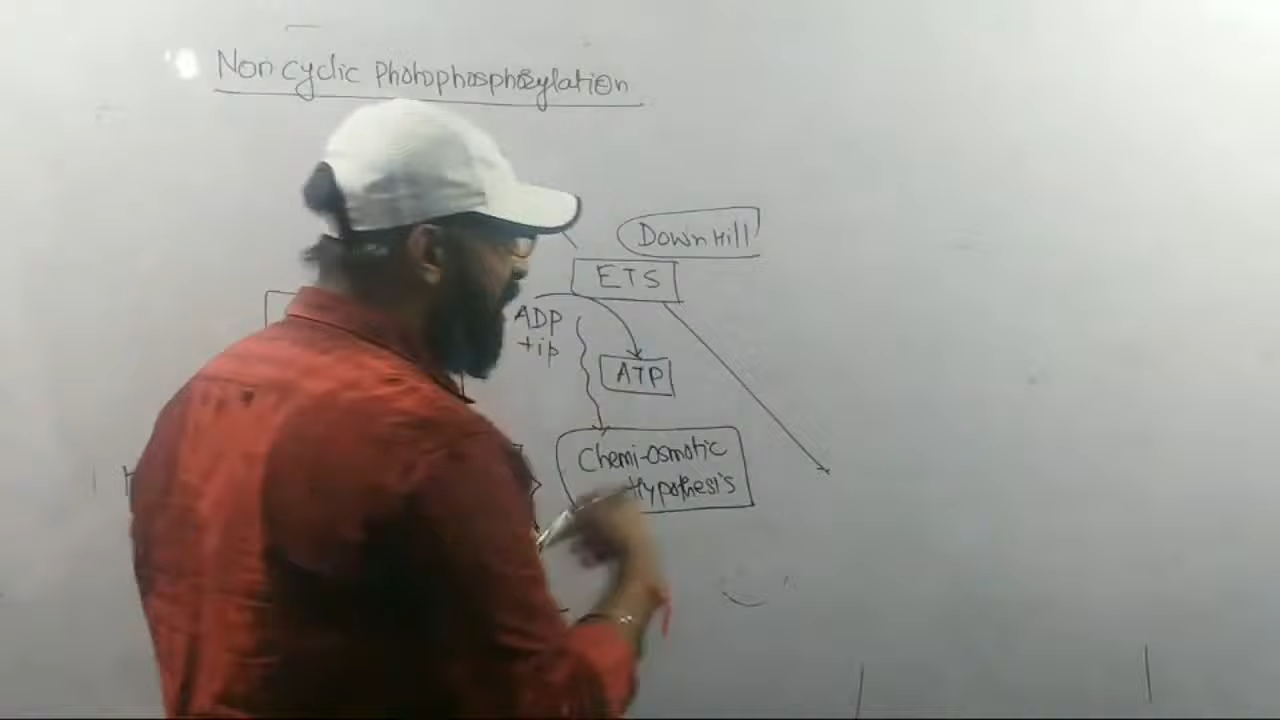 Non cyclic Photophosphorylation
Down Hill
ETS
ADP
+ip
ATP
Chemi-osmotic
Hypothesis